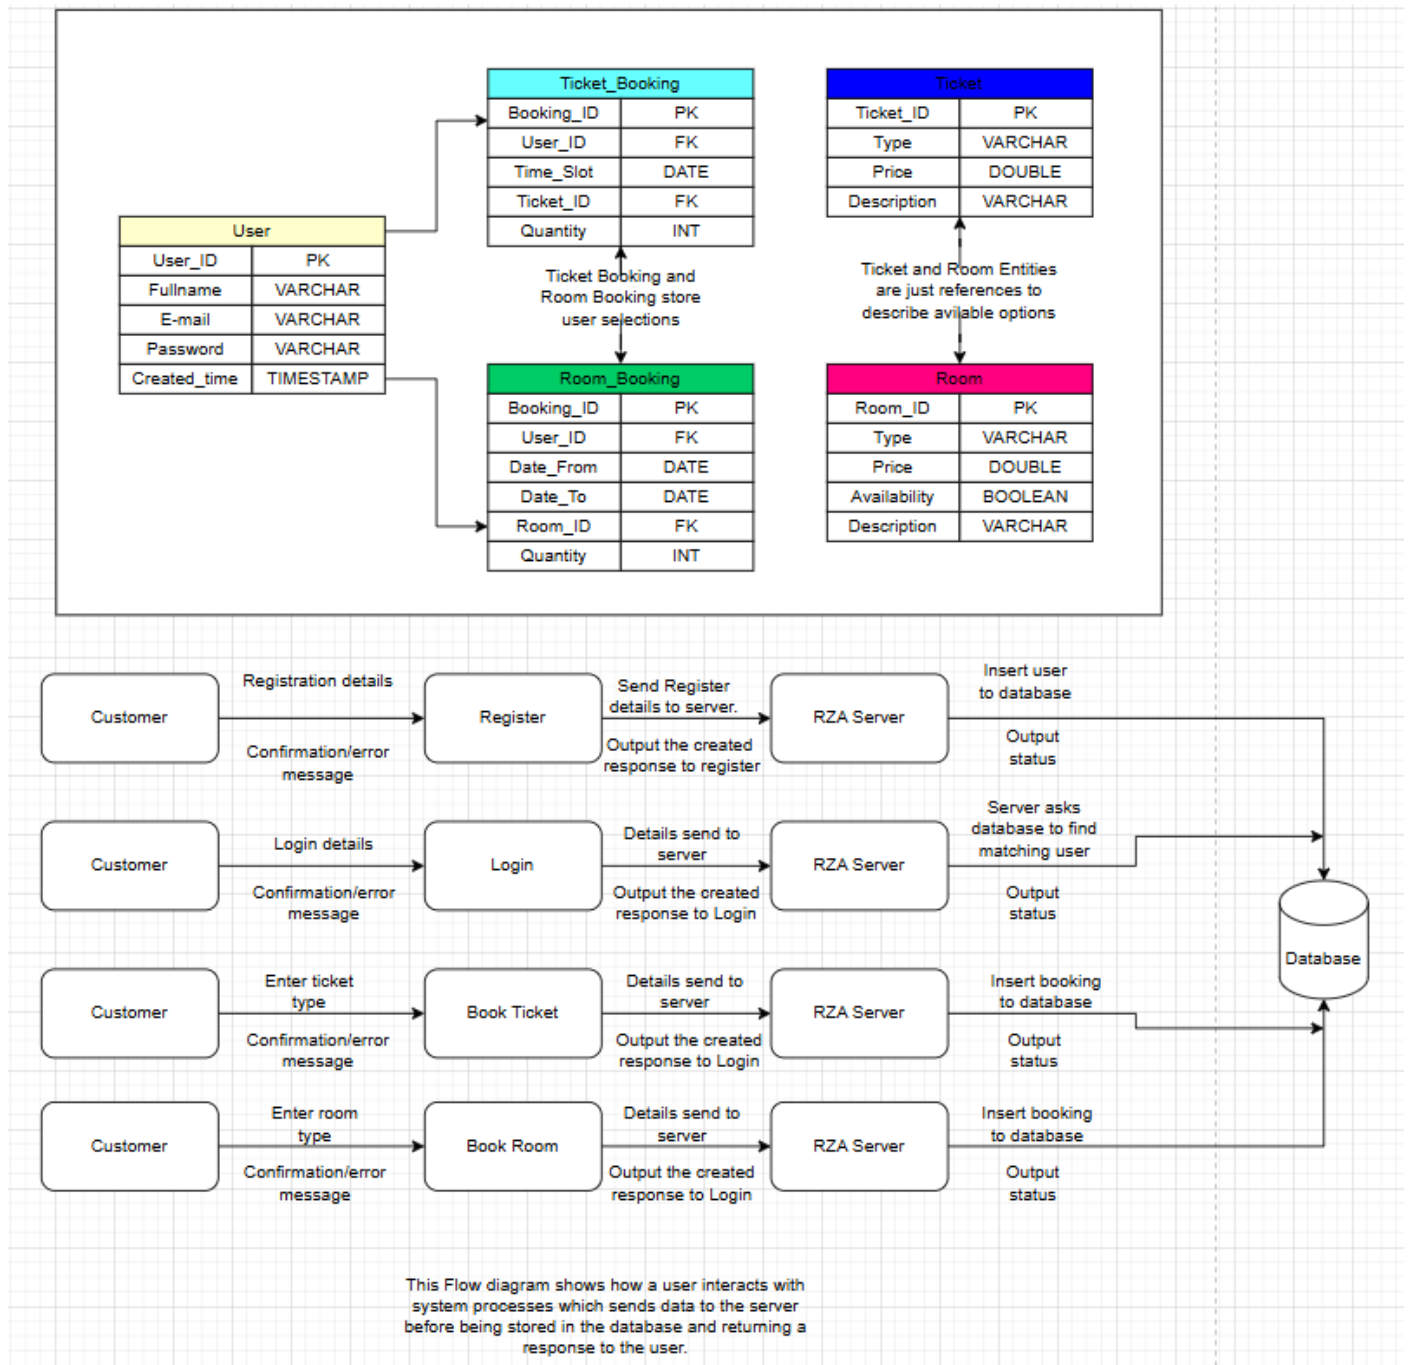 Ticket_Booking
Booking_ID PK
User_ID FK
Time_Slot DATE
Ticket_ID FK
Quantity INT
Ticket
Ticket_ID PK
Type VARCHAR
Price DOUBLE
Description VARCHAR
User
User_ID PK
Fullname VARCHAR
E-mail VARCHAR
Password VARCHAR
Created_time TIMESTAMP
Ticket Booking and
Room Booking store
user selections
Ticket and Room Entities
are just references to
describe avilable options
Room_Booking
Booking_ID PK
User_ID FK
Date_From DATE
Date_To DATE
Room_ID FK
Quantity INT
Room
Room_ID PK
Type VARCHAR
Price DOUBLE
Availability BOOLEAN
Description VARCHAR
Customer
Registration details
Confirmation/error
message
Register
Send Register
details to server.
Output the created
response to register
RZA Server
Insert user
to database
Output
status
Customer
Login details
Confirmation/error
message
Login
Details send to
server
Output the created
response to Login
RZA Server
Server asks
database to find
matching user
Output
status
Database
Customer
Enter ticket
type
Confirmation/error
message
Book Ticket
Details send to
server
Output the created
response to Login
RZA Server
Insert booking
to database
Output
status
Customer
Enter room
type
Confirmation/error
message
Book Room
Details send to
server
Output the created
response to Login
RZA Server
Insert booking
to database
Output
status
This Flow diagram shows how a user interacts with
system processes which sends data to the server
before being stored in the database and returning a
response to the user.